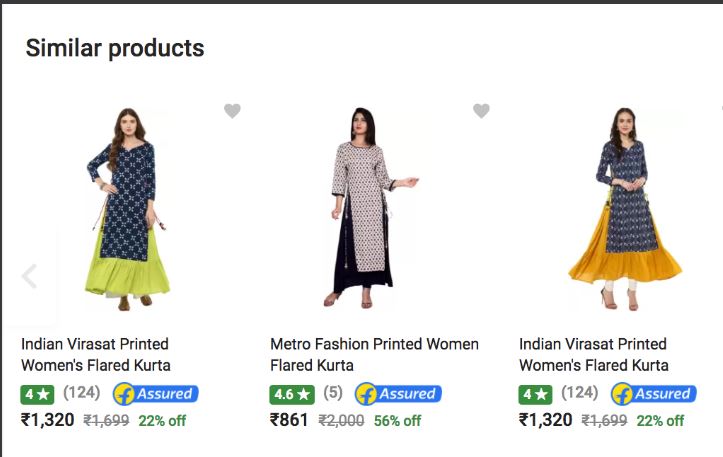 Similar products
Indian Virasat Printed
Women's Flared Kurta
4 ★ (124) Assured
₹1,320 ₹1,699 22% off
Metro Fashion Printed Women
Flared Kurta
4.6 ★ (5) Assured
₹861 ₹2,000 56% off
Indian Virasat Printed
Women's Flared Kurta
4 ★ (124) Assured
₹1,320 ₹1,699 22% off